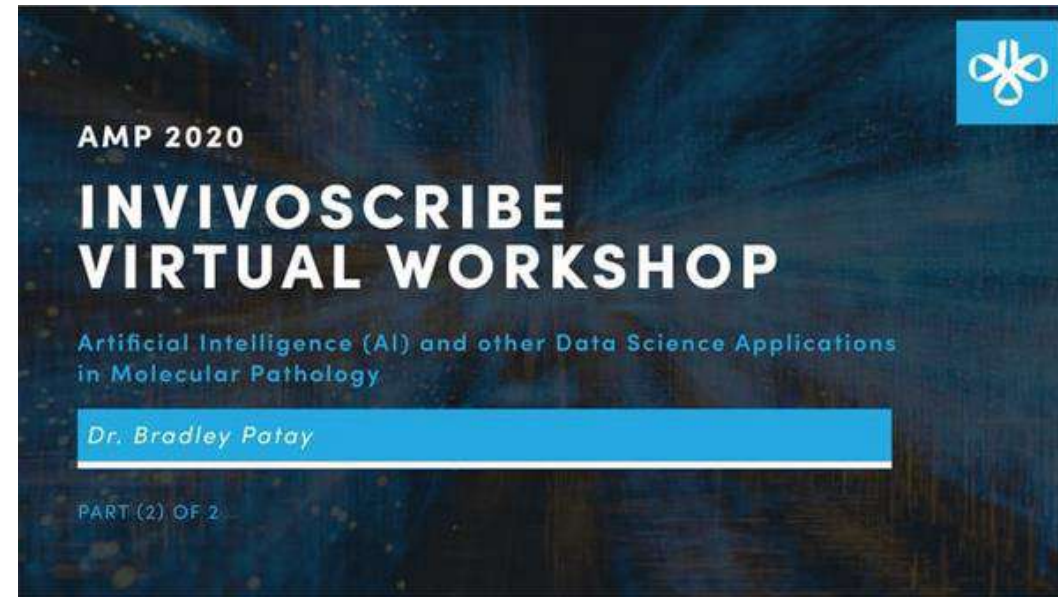 AMP 2020
INVIVOSCRIBE
VIRTUAL WORKSHOP
Artificial Intelligence (AI) and other Data Science Applications
in Molecular Pathology
Dr. Bradley Patay
PART (2) OF 2